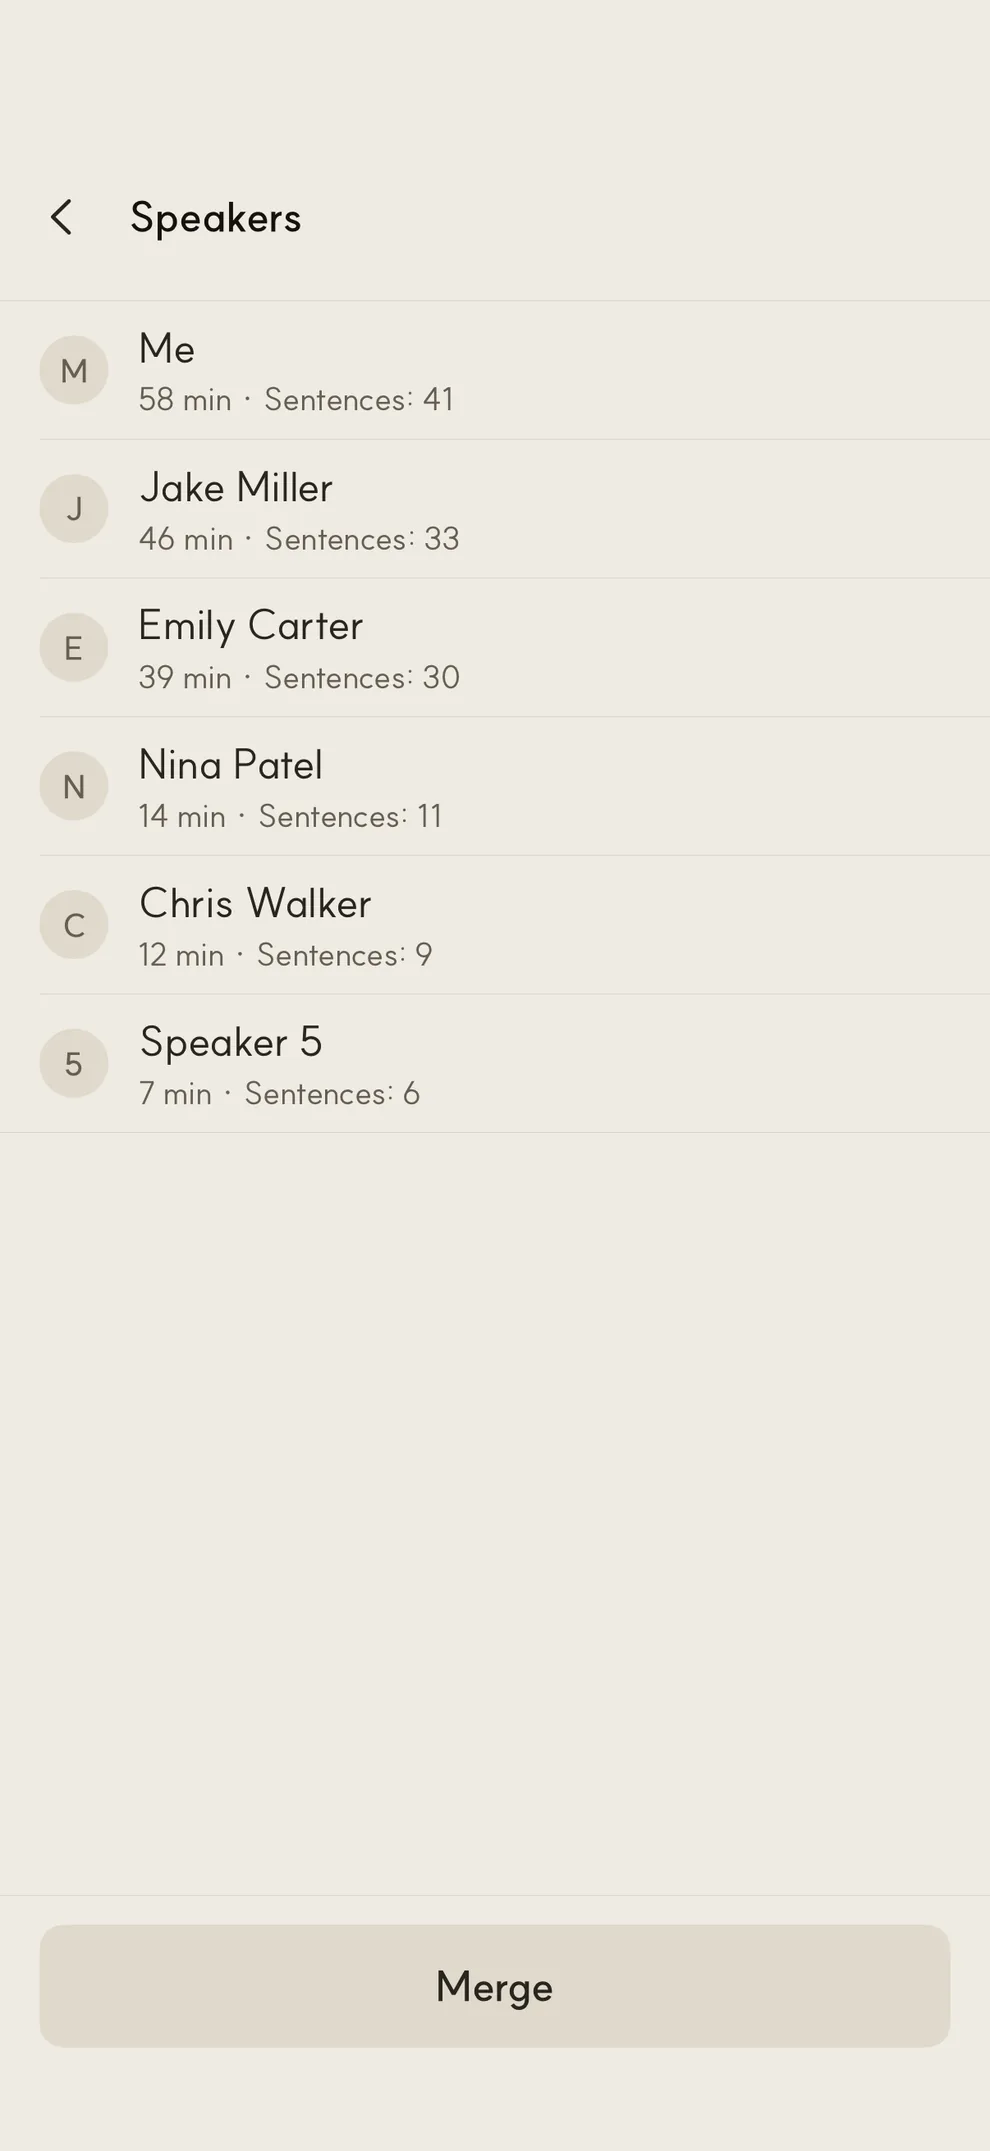 Speakers
M
Me
58 min · Sentences: 41
J
Jake Miller
46 min · Sentences: 33
E
Emily Carter
39 min · Sentences: 30
N
Nina Patel
14 min · Sentences: 11
C
Chris Walker
12 min · Sentences: 9
5
Speaker 5
7 min · Sentences: 6
Merge